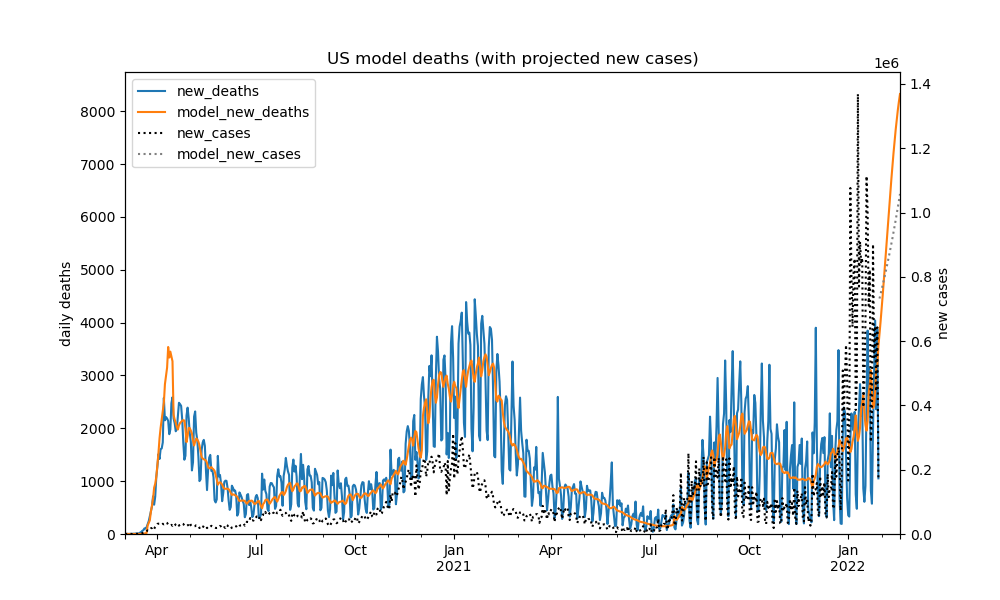 US model deaths (with projected new cases)
1e6
new_deaths
model_new_deaths
new_cases
model_new_cases
8000
7000
6000
5000
4000
3000
2000
1000
0
daily deaths
1.4
1.2
1.0
0.8
0.6
0.4
0.2
0.0
new cases
Apr Jul Oct Jan Apr Jul Oct Jan
2021 2022